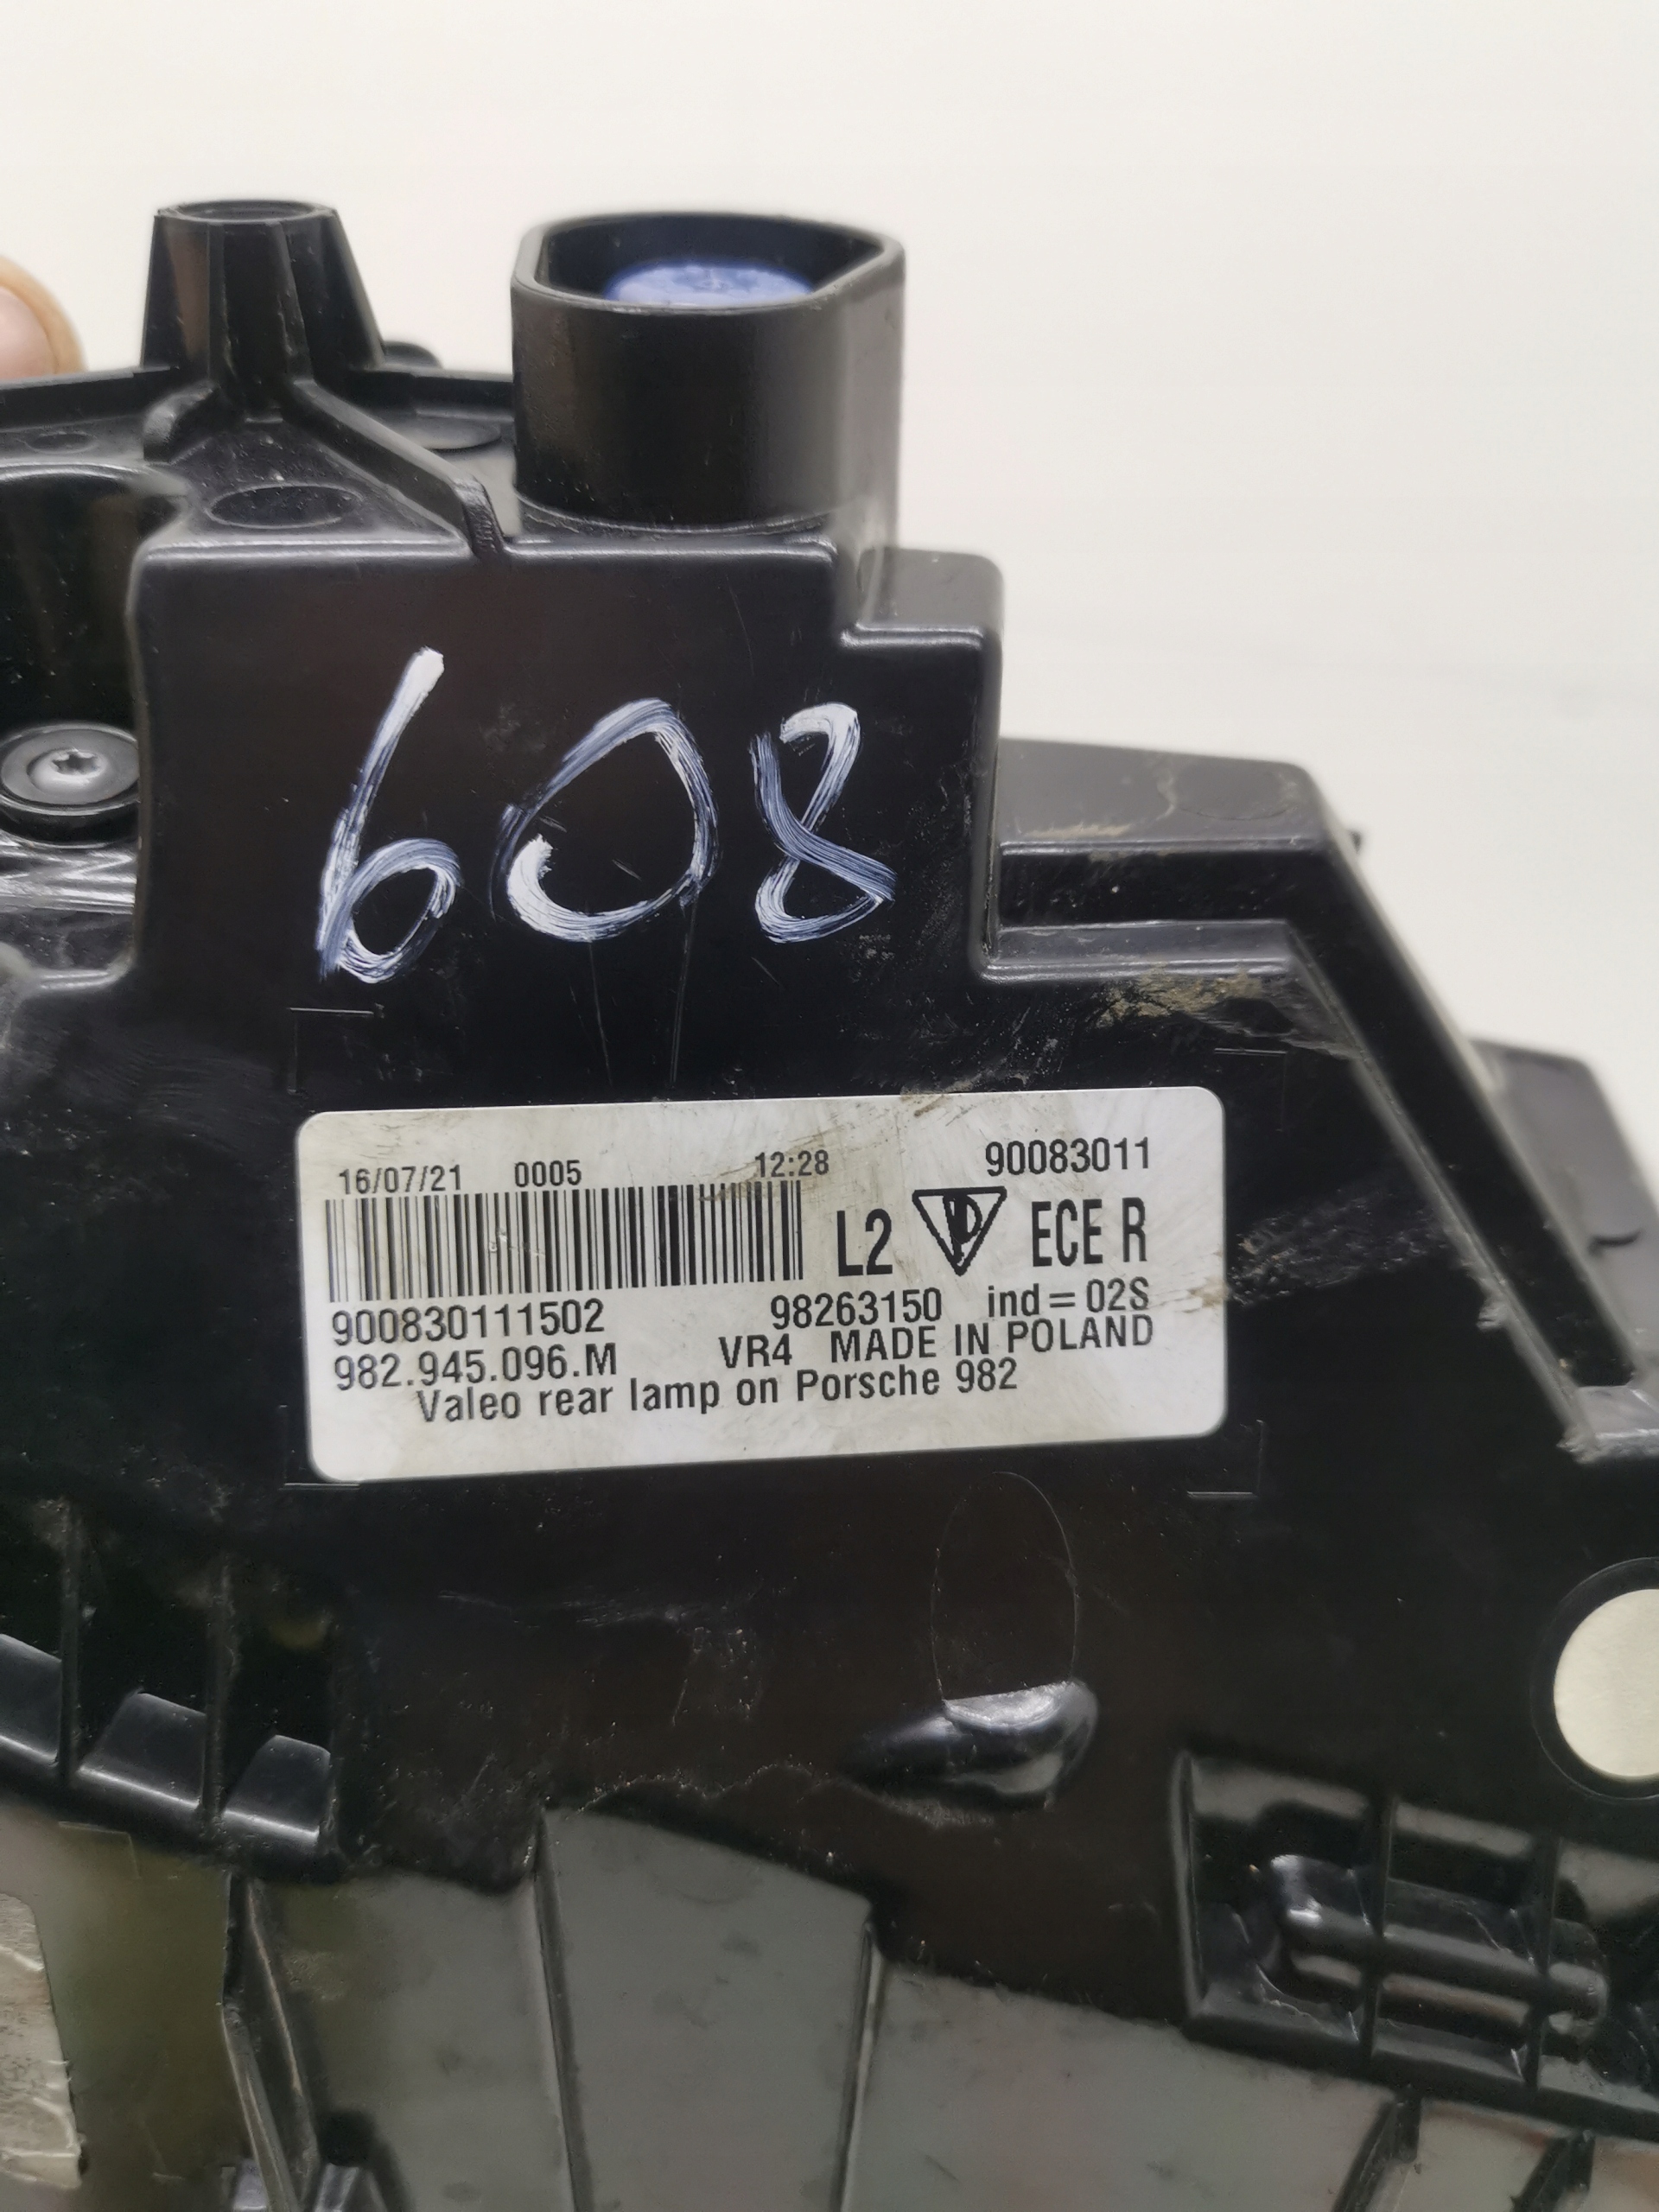 608
16/07/21 0005 12:28 90083011
L2 ECE R
900830111502 98263150 ind=02S
982.945.096.M VR4 MADE IN POLAND
Valeo rear lamp on Porsche 982